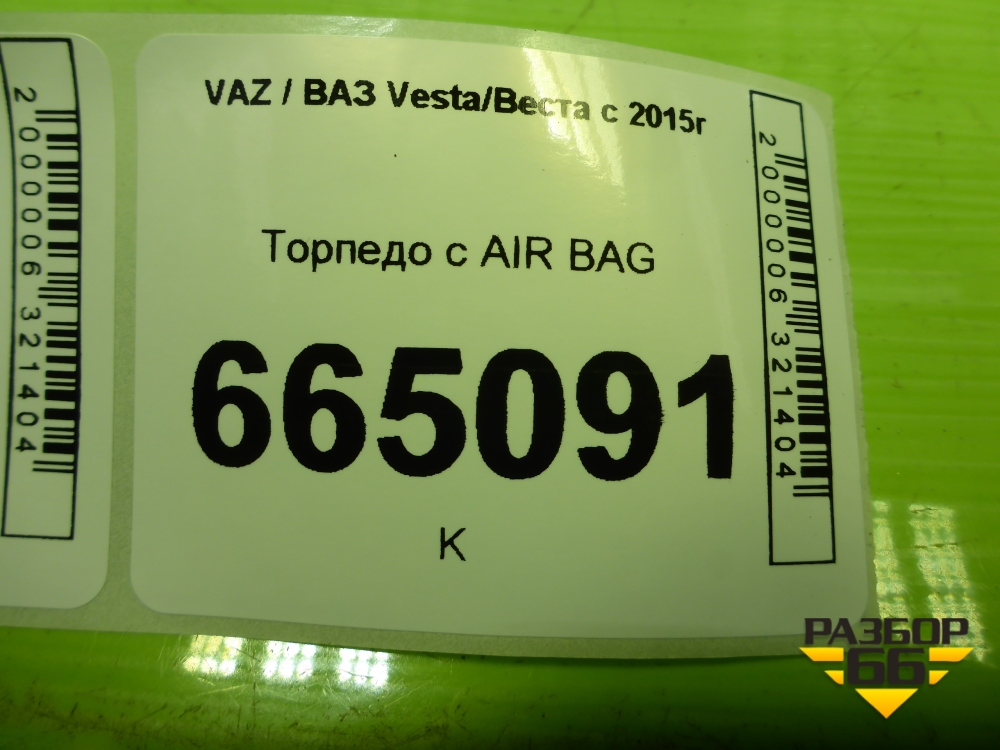 2000006321404
VAZ / ВАЗ Vesta/Веста с 2015г
Торпедо с AIR BAG
665091
К
2000006321404
РАЗБОР
66